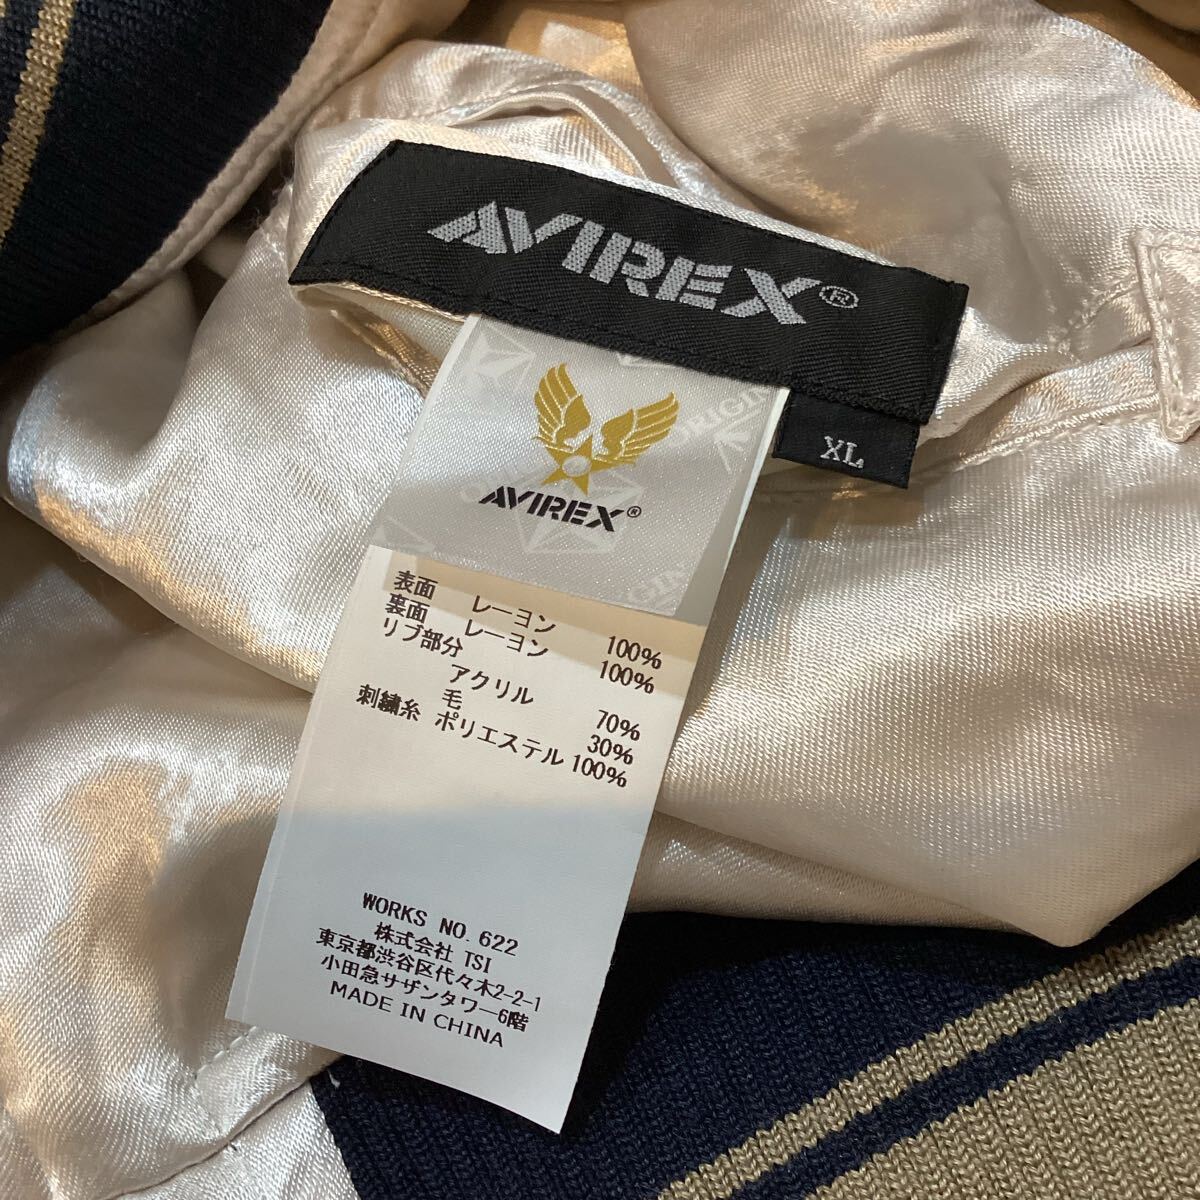 AVIREX®
XL
ORIGIN
AVIREX®
表面 レーヨン 100%
裏面 レーヨン 100%
リブ部分
アクリル 70%
毛 30%
刺繍糸 ポリエステル 100%
WORKS NO. 622
株式会社 TSI
東京都渋谷区代々木2-2-1
小田急サザンタワー6階
MADE IN CHINA